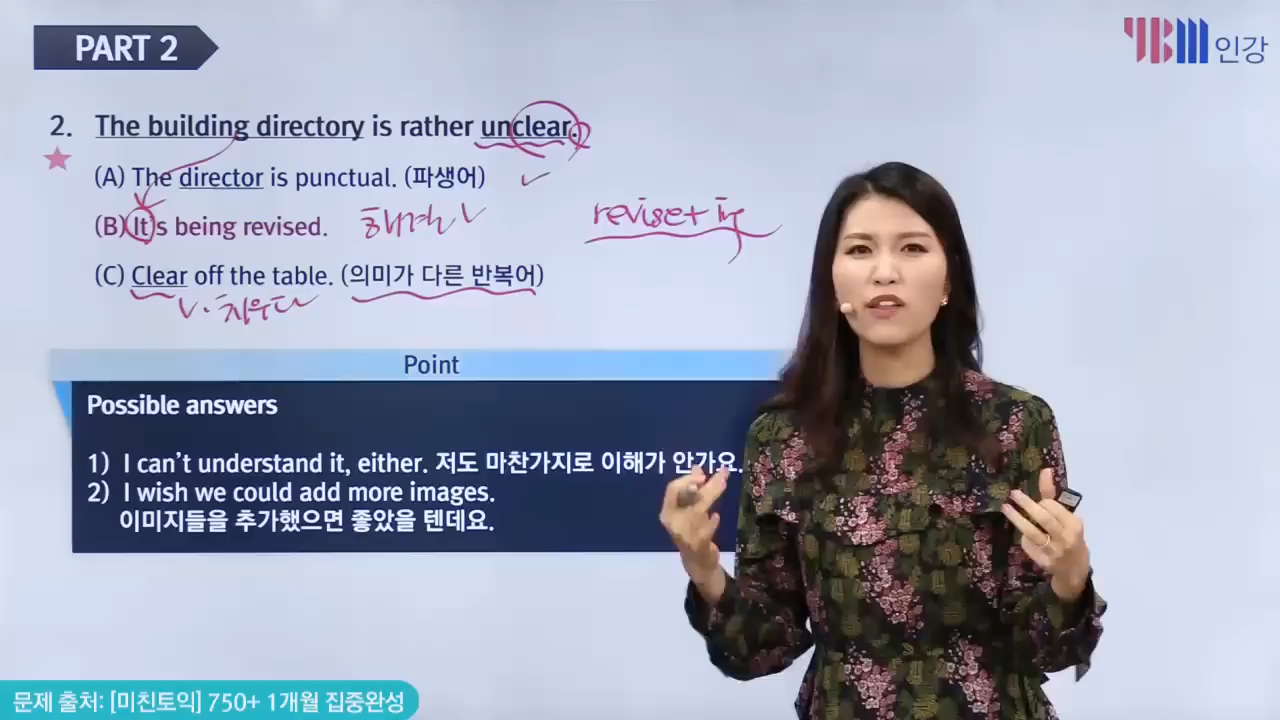 PART 2
YBM 인강
2. The building directory is rather unclear.
(A) The director is punctual. (파생어)
(B) It's being revised. 해결
revise
(C) Clear off the table. (의미가 다른 반복어)
v. 치우다
Point
Possible answers
1) I can't understand it, either. 저도 마찬가지로 이해가 안가요.
2) I wish we could add more images.
이미지들을 추가했으면 좋았을 텐데요.
문제 출처: [미친토익] 750+ 1개월 집중완성